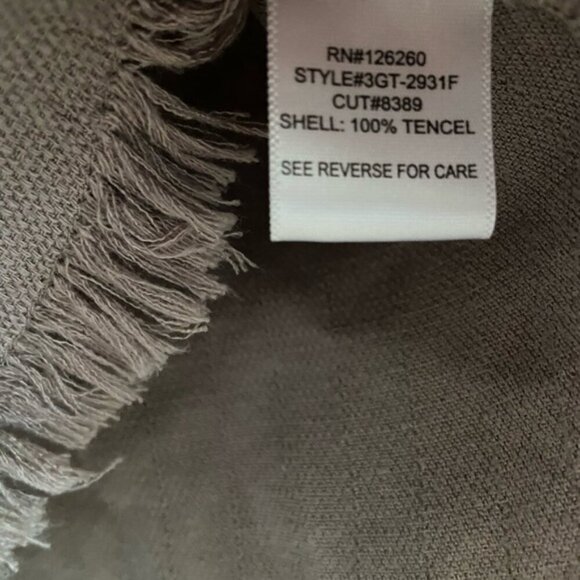 RN#126260
STYLE#3GT-2931F
CUT#8389
SHELL: 100% TENCEL
SEE REVERSE FOR CARE